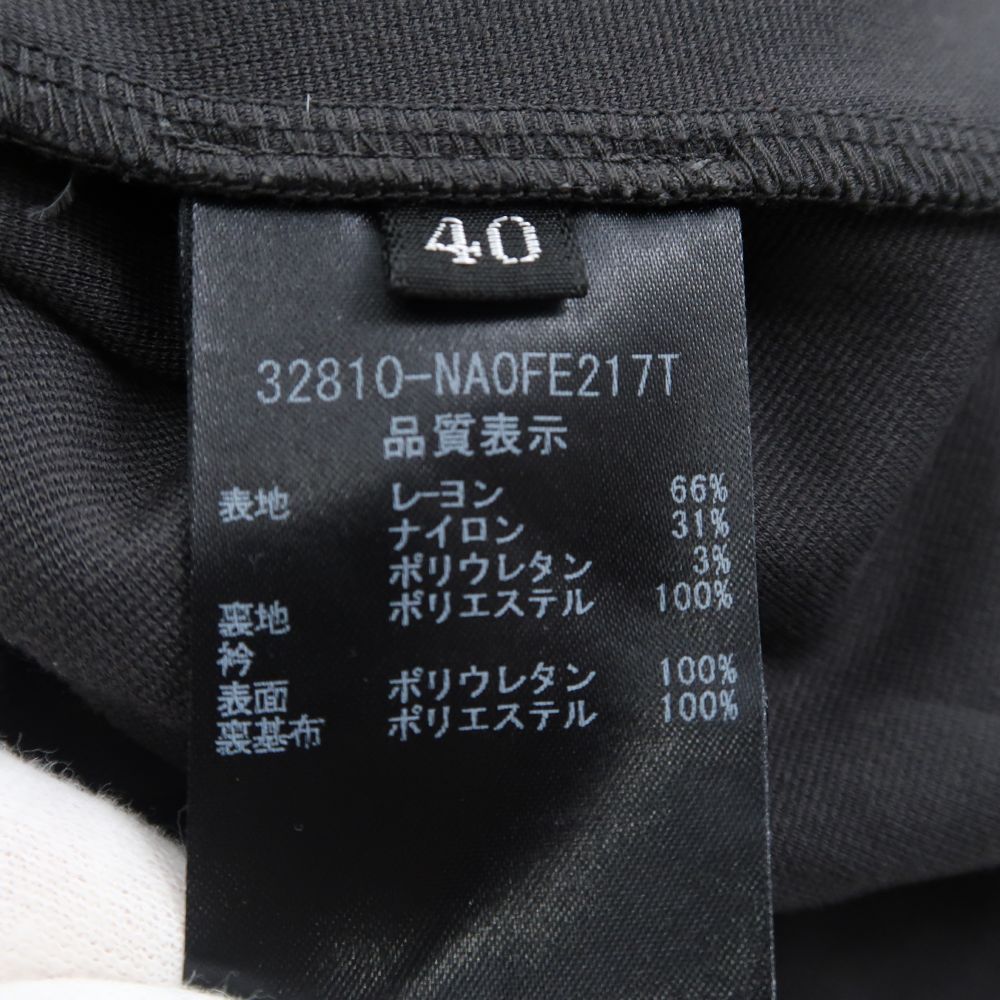 40
32810-NA0FE217T
品質表示
表地 レーヨン 66%
ナイロン 31%
ポリウレタン 3%
裏地 ポリエステル 100%
衿
表面 ポリウレタン 100%
裏基布 ポリエステル 100%